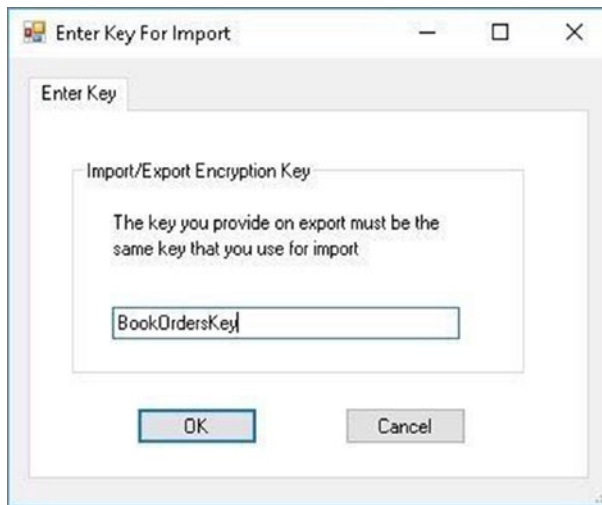 Enter Key For Import
Enter Key
Import/Export Encryption Key
The key you provide on export must be the
same key that you use for import
BookOrdersKey
OK
Cancel